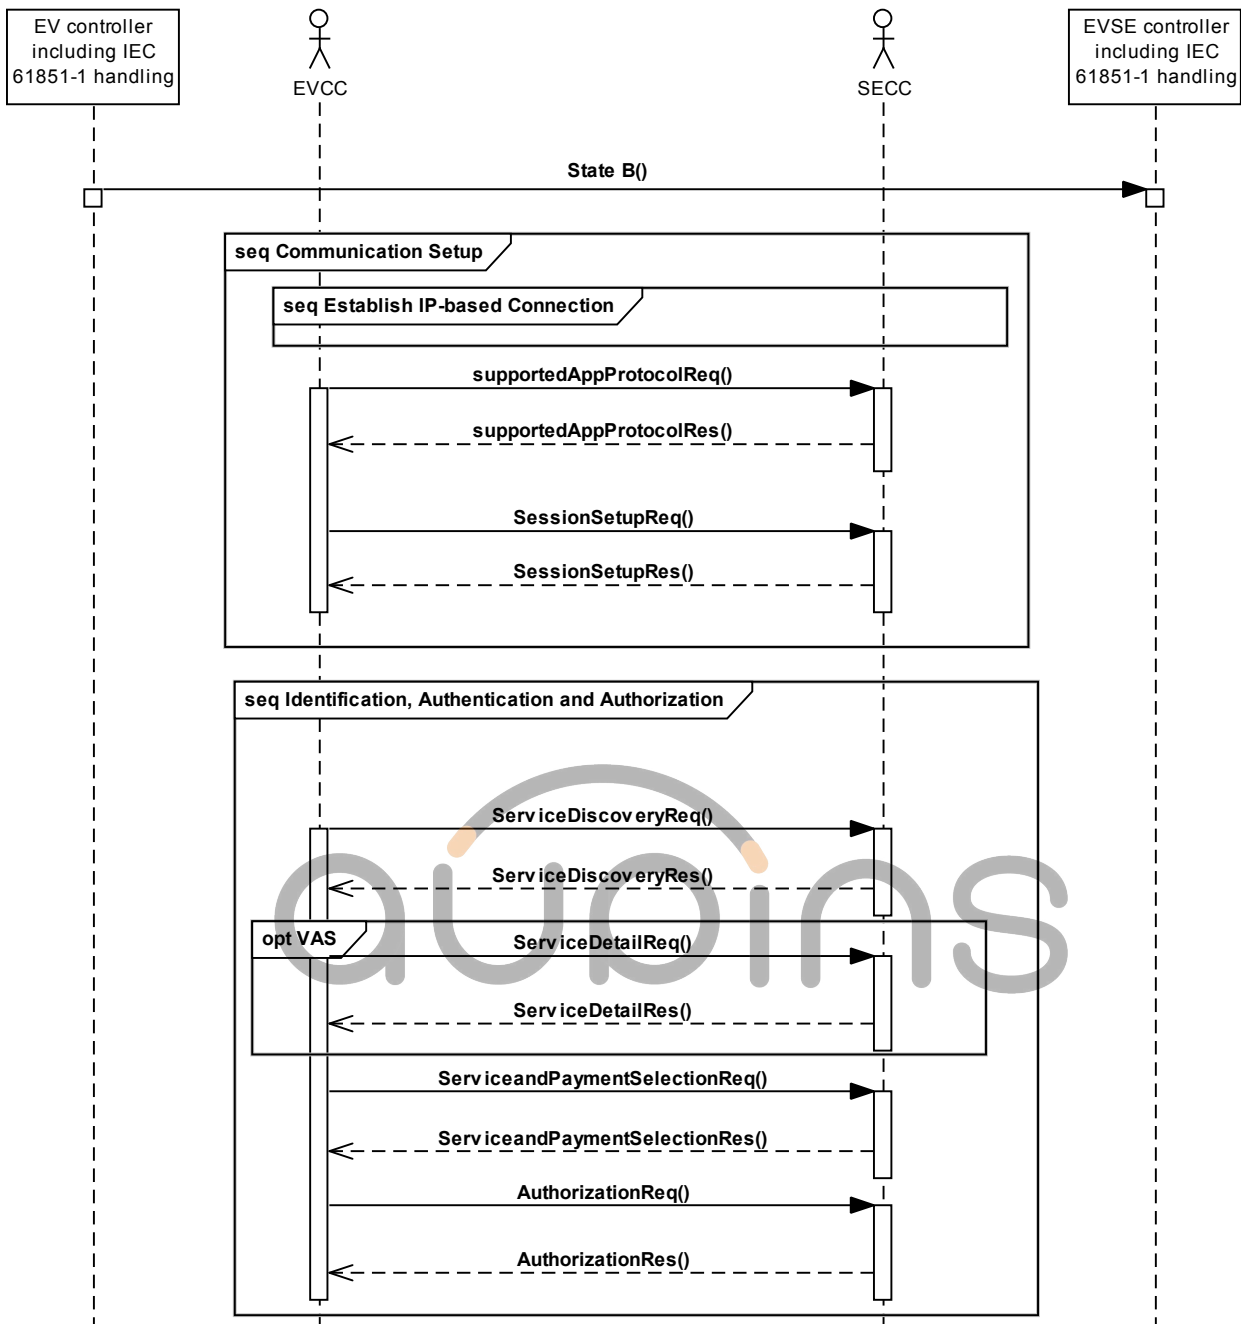 EV controller
including IEC
61851-1 handling
EVCC
SECC
EVSE controller
including IEC
61851-1 handling
State B()
seq Communication Setup
seq Establish IP-based Connection
supportedAppProtocolReq()
supportedAppProtocolRes()
SessionSetupReq()
SessionSetupRes()
seq Identification, Authentication and Authorization
ServiceDiscoveryReq()
ServiceDiscoveryRes()
opt VAS
ServiceDetailReq()
ServiceDetailRes()
ServiceandPaymentSelectionReq()
ServiceandPaymentSelectionRes()
AuthorizationReq()
AuthorizationRes()